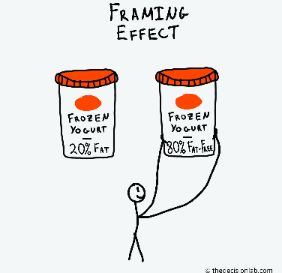 FRAMING
EFFECT
FROZEN
YOGURT
20% FAT
FROZEN
YOGURT
80% FAT-FREE
© thedecisionlab.com